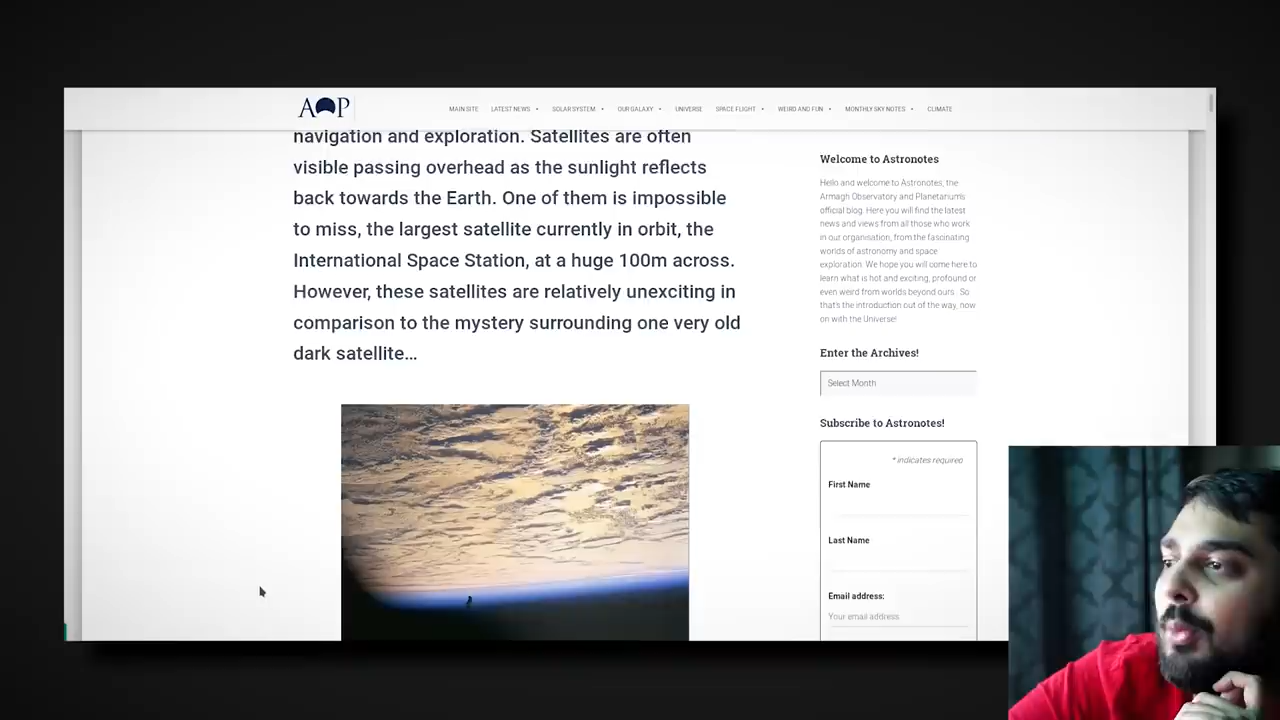 AOP
MAIN SITE LATEST NEWS SOLAR SYSTEM OUR GALAXY UNIVERSE SPACE FLIGHT WEIRD AND FUN MONTHLY SKY NOTES CLIMATE
navigation and exploration. Satellites are often
visible passing overhead as the sunlight reflects
back towards the Earth. One of them is impossible
to miss, the largest satellite currently in orbit, the
International Space Station, at a huge 100m across.
However, these satellites are relatively unexciting in
comparison to the mystery surrounding one very old
dark satellite…
Welcome to Astronotes
Hello and welcome to Astronotes, the
Armagh Observatory and Planetarium's
official blog. Here you will find the latest
news and views from all those who work
in our organisation, from the fascinating
worlds of astronomy and space
exploration. We hope you will come here to
learn what is hot and exciting, profound or
even weird from worlds beyond ours. So
that's the introduction out of the way, now
on with the Universe!
Enter the Archives!
Select Month
Subscribe to Astronotes!
* indicates required
First Name
Last Name
Email address:
Your email address